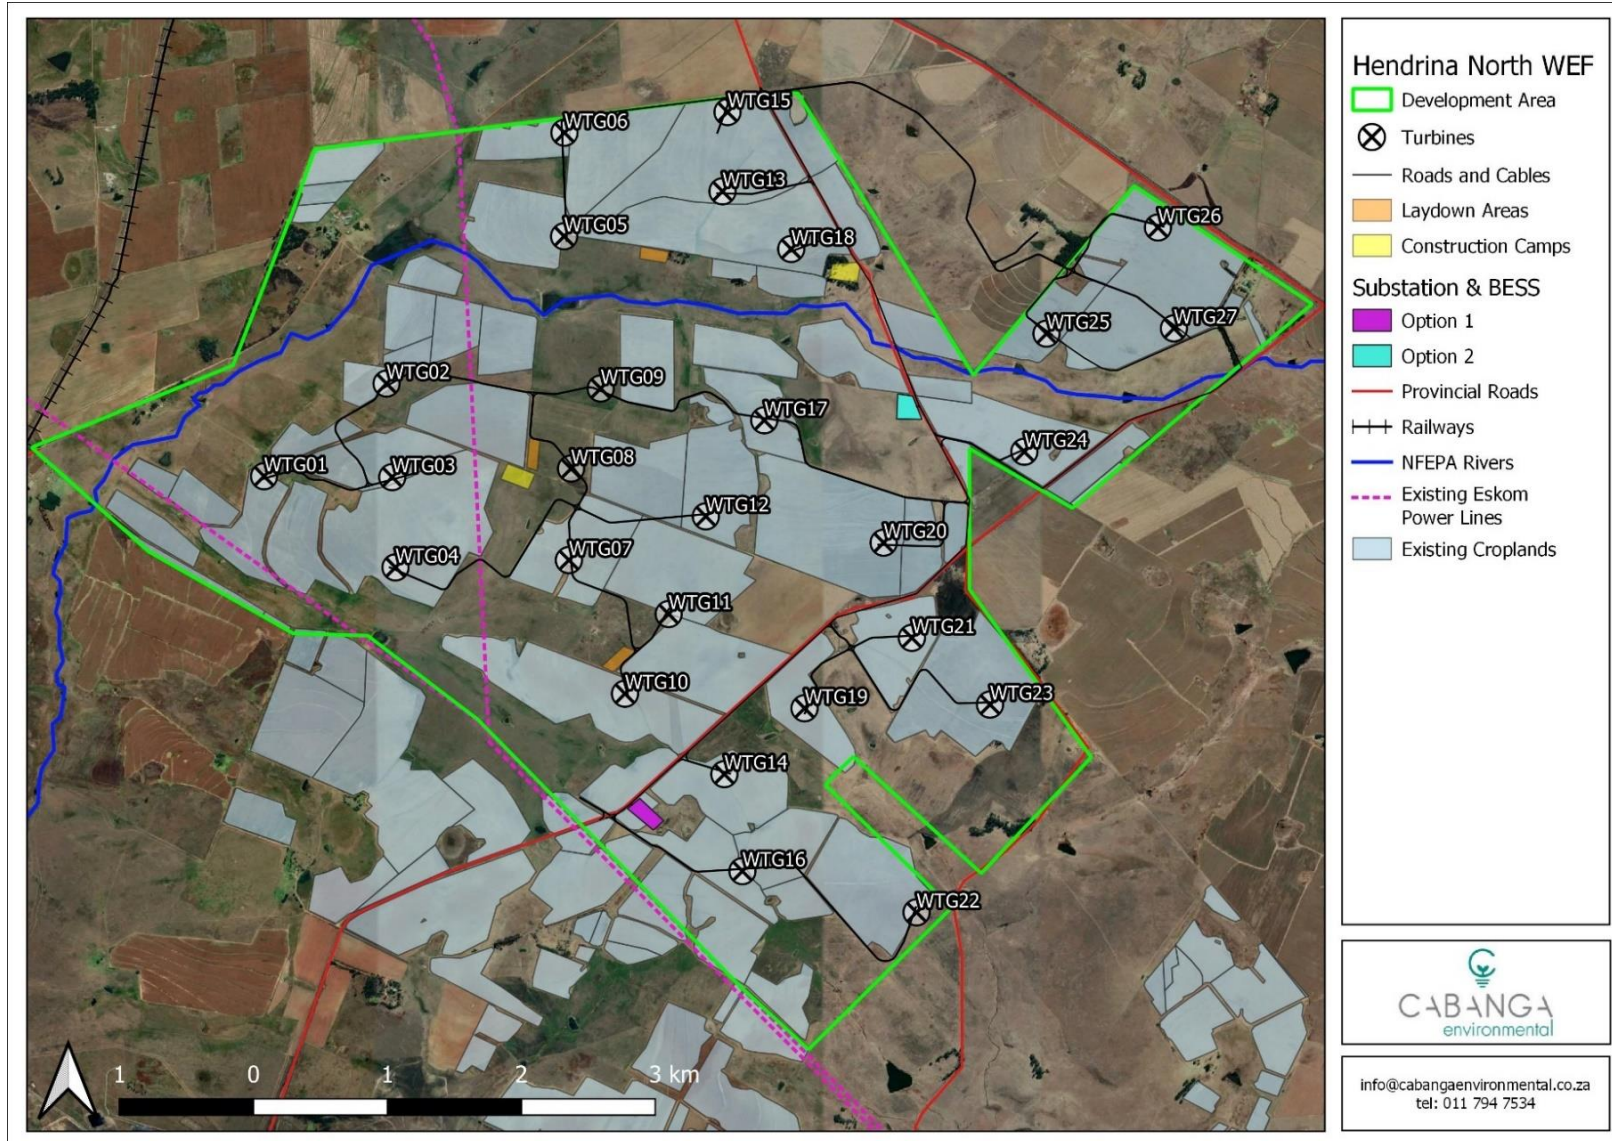 WTG15
WTG06
WTG13
WTG26
WTG05
WTG18
WTG25
WTG27
WTG02
WTG09
WTG17
WTG24
WTG01
WTG03
WTG08
WTG12
WTG20
WTG07
WTG04
WTG11
WTG21
WTG10
WTG19
WTG23
WTG14
WTG16
WTG22
1 0 1 2 3 km
Hendrina North WEF
Development Area
Turbines
Roads and Cables
Laydown Areas
Construction Camps
Substation & BESS
Option 1
Option 2
Provincial Roads
Railways
NFEPA Rivers
Existing Eskom
Power Lines
Existing Croplands
CABANGA
environmental
info@cabangaenvironmental.co.za
tel: 011 794 7534